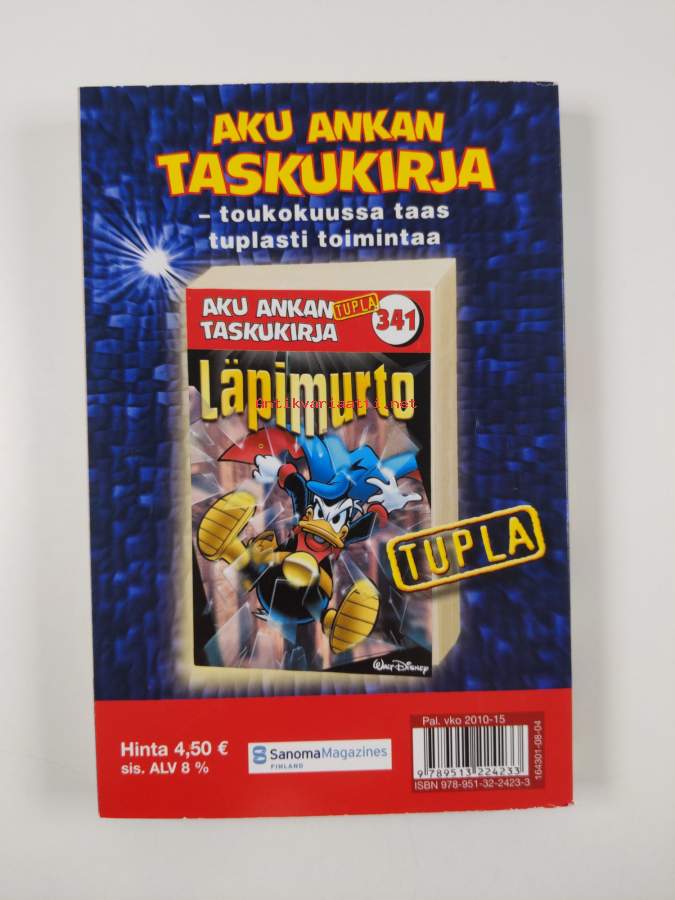 AKU ANKAN
TASKUKIRJA
– toukokuussa taas
tuplasti toimintaa
AKU ANKAN
TASKUKIRJA
TUPLA
341
Läpimurto
Antikvariaatti.net
TUPLA
WALT DISNEY
Hinta 4,50 €
sis. ALV 8 %
SanomaMagazines
FINLAND
Pal. vko 2010-15
9 789513 224233
ISBN 978-951-32-2423-3
164301-08-04